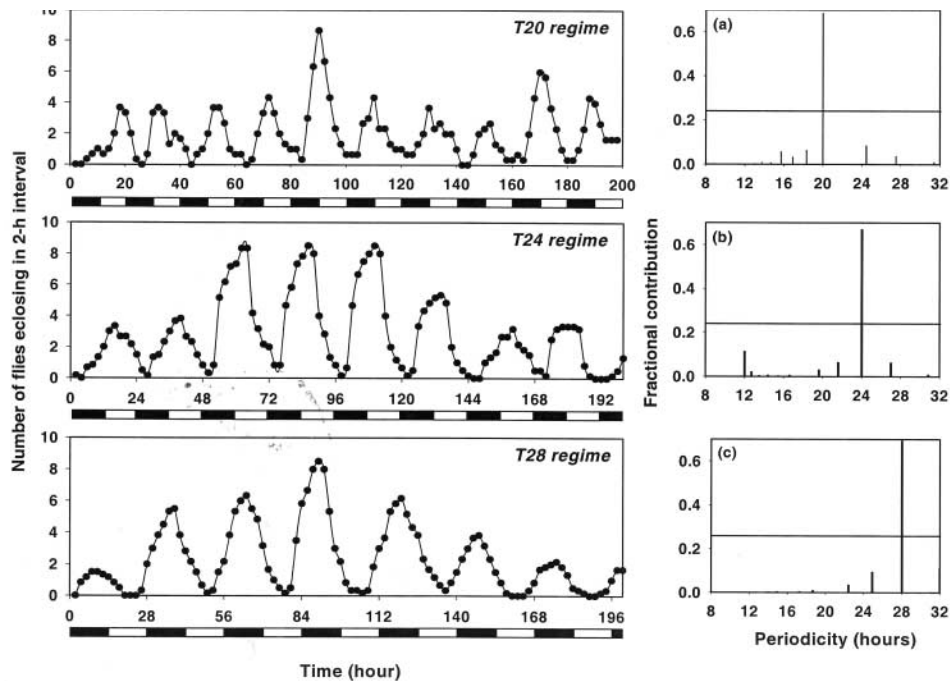 Number of flies eclosing in 2-h interval
10
8
6
4
2
0
T20 regime
0 20 40 60 80 100 120 140 160 180 200
10
8
6
4
2
0
T24 regime
0 24 48 72 96 120 144 168 192
10
8
6
4
2
0
T28 regime
0 28 56 84 112 140 168 196
Time (hour)
Fractional contribution
(a)
0.6
0.4
0.2
0.0
8 12 16 20 24 28 32
(b)
0.6
0.4
0.2
0.0
8 12 16 20 24 28 32
(c)
0.6
0.4
0.2
0.0
8 12 16 20 24 28 32
Periodicity (hours)